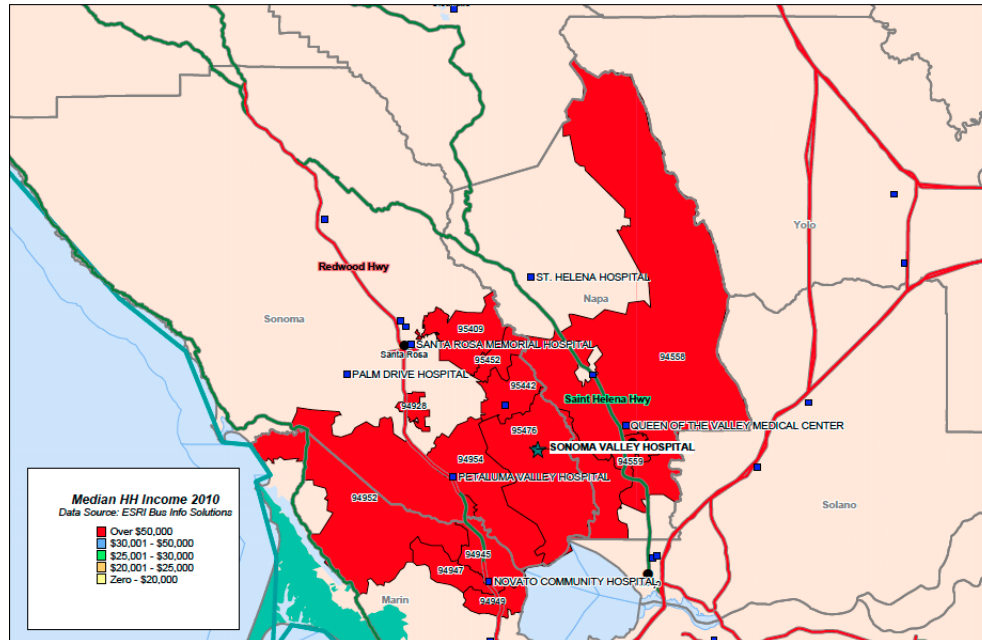 Yolo
Redwood Hwy
ST. HELENA HOSPITAL
Napa
Sonoma
95409
SANTA ROSA MEMORIAL HOSPITAL
Santa Rosa
95452
94558
PALM DRIVE HOSPITAL
95442
Saint Helena Hwy
94928
QUEEN OF THE VALLEY MEDICAL CENTER
95476
SONOMA VALLEY HOSPITAL
94954
94559
PETALUMA VALLEY HOSPITAL
94952
Solano
Median HH Income 2010
Data Source: ESRI Bus Info Solutions
Over $50,000
$30,001 - $50,000
$25,001 - $30,000
$20,001 - $25,000
Zero - $20,000
94945
94947
NOVATO COMMUNITY HOSPITAL
94949
Marin